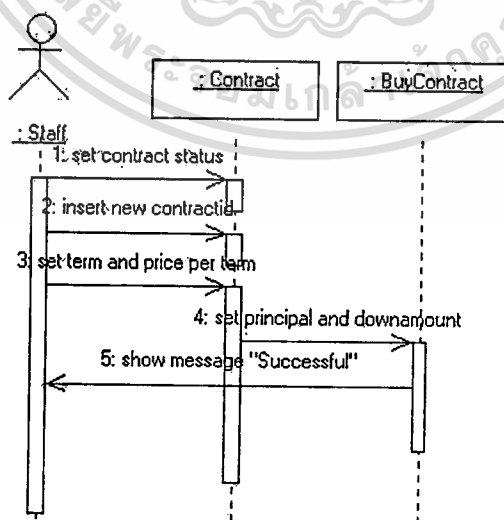 : Contract
: BuyContract
: Staff
1: set contract status
2: insert new contractid
3: set term and price per term
4: set principal and downamount
5: show message "Successful"